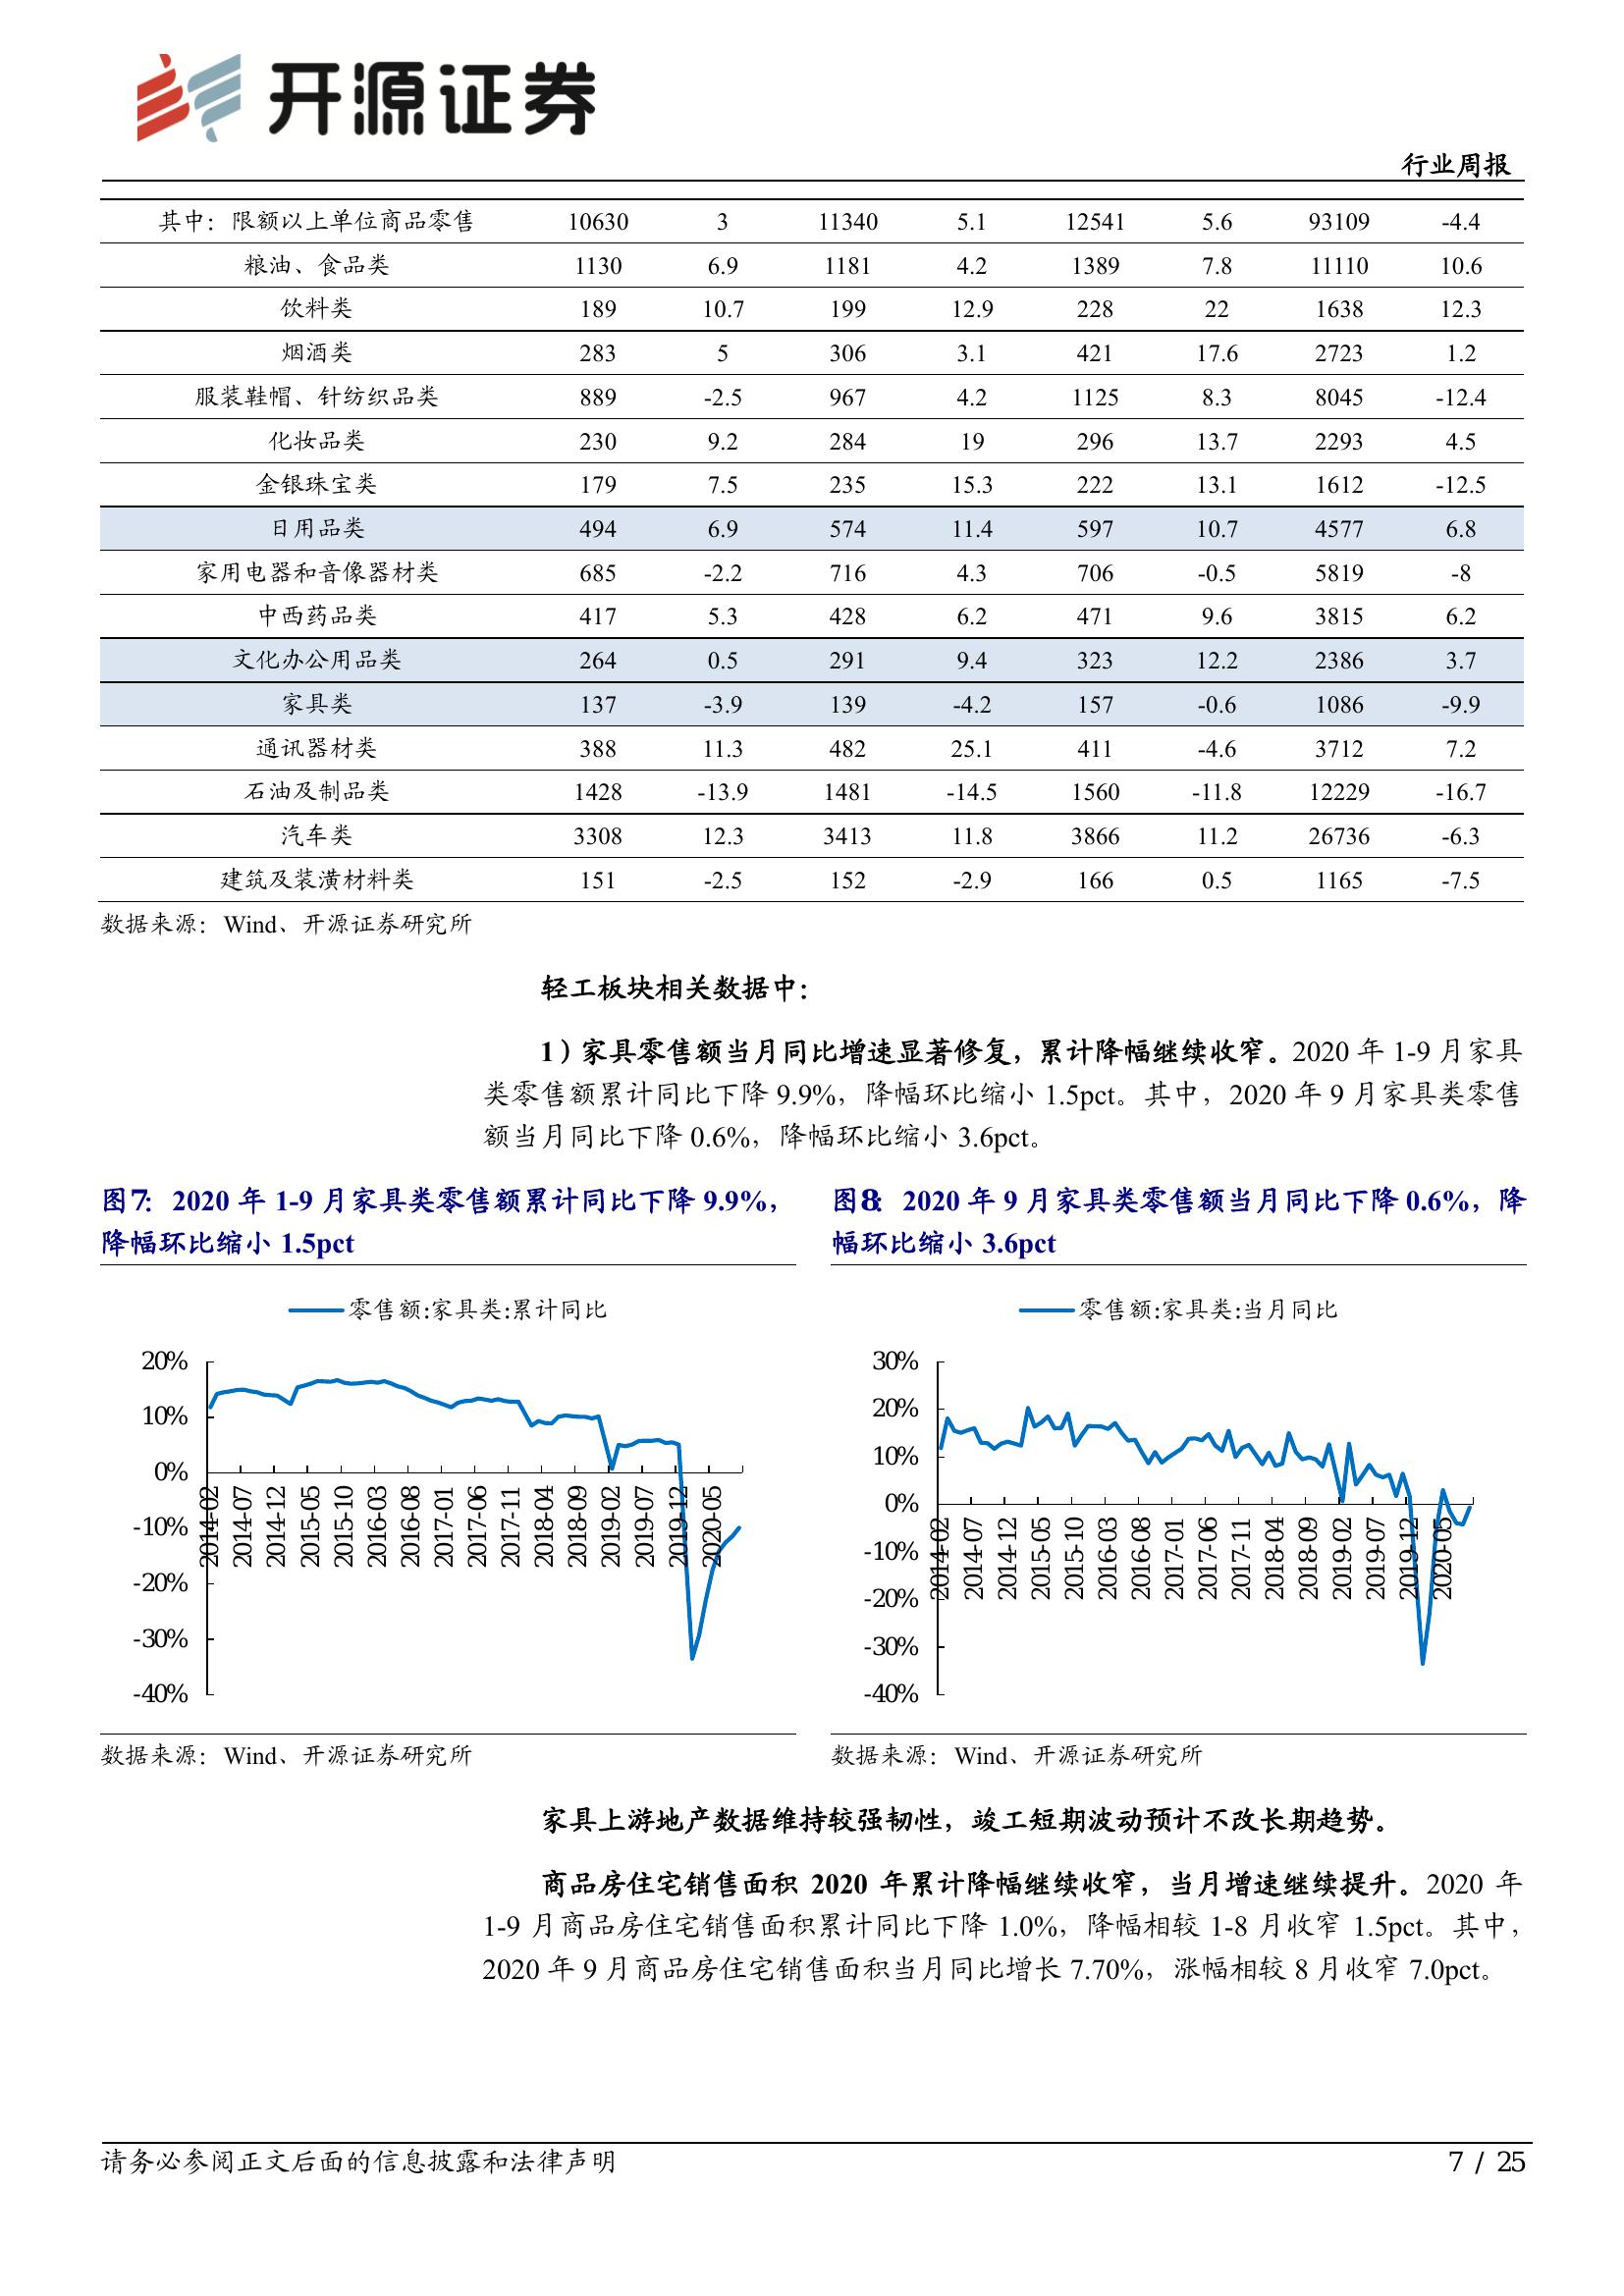 开源证券
行业周报
其中：限额以上单位商品零售 10630 3 11340 5.1 12541 5.6 93109 -4.4
粮油、食品类 1130 6.9 1181 4.2 1389 7.8 11110 10.6
饮料类 189 10.7 199 12.9 228 22 1638 12.3
烟酒类 283 5 306 3.1 421 17.6 2723 1.2
服装鞋帽、针纺织品类 889 -2.5 967 4.2 1125 8.3 8045 -12.4
化妆品类 230 9.2 284 19 296 13.7 2293 4.5
金银珠宝类 179 7.5 235 15.3 222 13.1 1612 -12.5
日用品类 494 6.9 574 11.4 597 10.7 4577 6.8
家用电器和音像器材类 685 -2.2 716 4.3 706 -0.5 5819 -8
中西药品类 417 5.3 428 6.2 471 9.6 3815 6.2
文化办公用品类 264 0.5 291 9.4 323 12.2 2386 3.7
家具类 137 -3.9 139 -4.2 157 -0.6 1086 -9.9
通讯器材类 388 11.3 482 25.1 411 -4.6 3712 7.2
石油及制品类 1428 -13.9 1481 -14.5 1560 -11.8 12229 -16.7
汽车类 3308 12.3 3413 11.8 3866 11.2 26736 -6.3
建筑及装潢材料类 151 -2.5 152 -2.9 166 0.5 1165 -7.5
数据来源：Wind、开源证券研究所
轻工板块相关数据中：
1）家具零售额当月同比增速显著修复，累计降幅继续收窄。2020 年 1-9 月家具
类零售额累计同比下降 9.9%，降幅环比缩小 1.5pct。其中，2020 年 9 月家具类零售
额当月同比下降 0.6%，降幅环比缩小 3.6pct。
图7：2020 年 1-9 月家具类零售额累计同比下降 9.9%，
降幅环比缩小 1.5pct
零售额:家具类:累计同比
20%
10%
0%
-10%
-20%
-30%
-40%
2014-02
2014-07
2014-12
2015-05
2015-10
2016-03
2016-08
2017-01
2017-06
2017-11
2018-04
2018-09
2019-02
2019-07
2019-12
2020-05
数据来源：Wind、开源证券研究所
图8：2020 年 9 月家具类零售额当月同比下降 0.6%，降
幅环比缩小 3.6pct
零售额:家具类:当月同比
30%
20%
10%
0%
-10%
-20%
-30%
-40%
2014-02
2014-07
2014-12
2015-05
2015-10
2016-03
2016-08
2017-01
2017-06
2017-11
2018-04
2018-09
2019-02
2019-07
2019-12
2020-05
数据来源：Wind、开源证券研究所
家具上游地产数据维持较强韧性，竣工短期波动预计不改长期趋势。
商品房住宅销售面积 2020 年累计降幅继续收窄，当月增速继续提升。2020 年
1-9 月商品房住宅销售面积累计同比下降 1.0%，降幅相较 1-8 月收窄 1.5pct。其中，
2020 年 9 月商品房住宅销售面积当月同比增长 7.70%，涨幅相较 8 月收窄 7.0pct。
请务必参阅正文后面的信息披露和法律声明
7 / 25